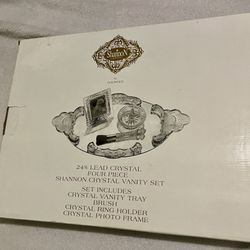 Shannon
24% LEAD CRYSTAL
FOUR PIECE
SHANNON CRYSTAL VANITY SET
SET INCLUDES
CRYSTAL VANITY TRAY
BRUSH
CRYSTAL RING HOLDER
CRYSTAL PHOTO FRAME